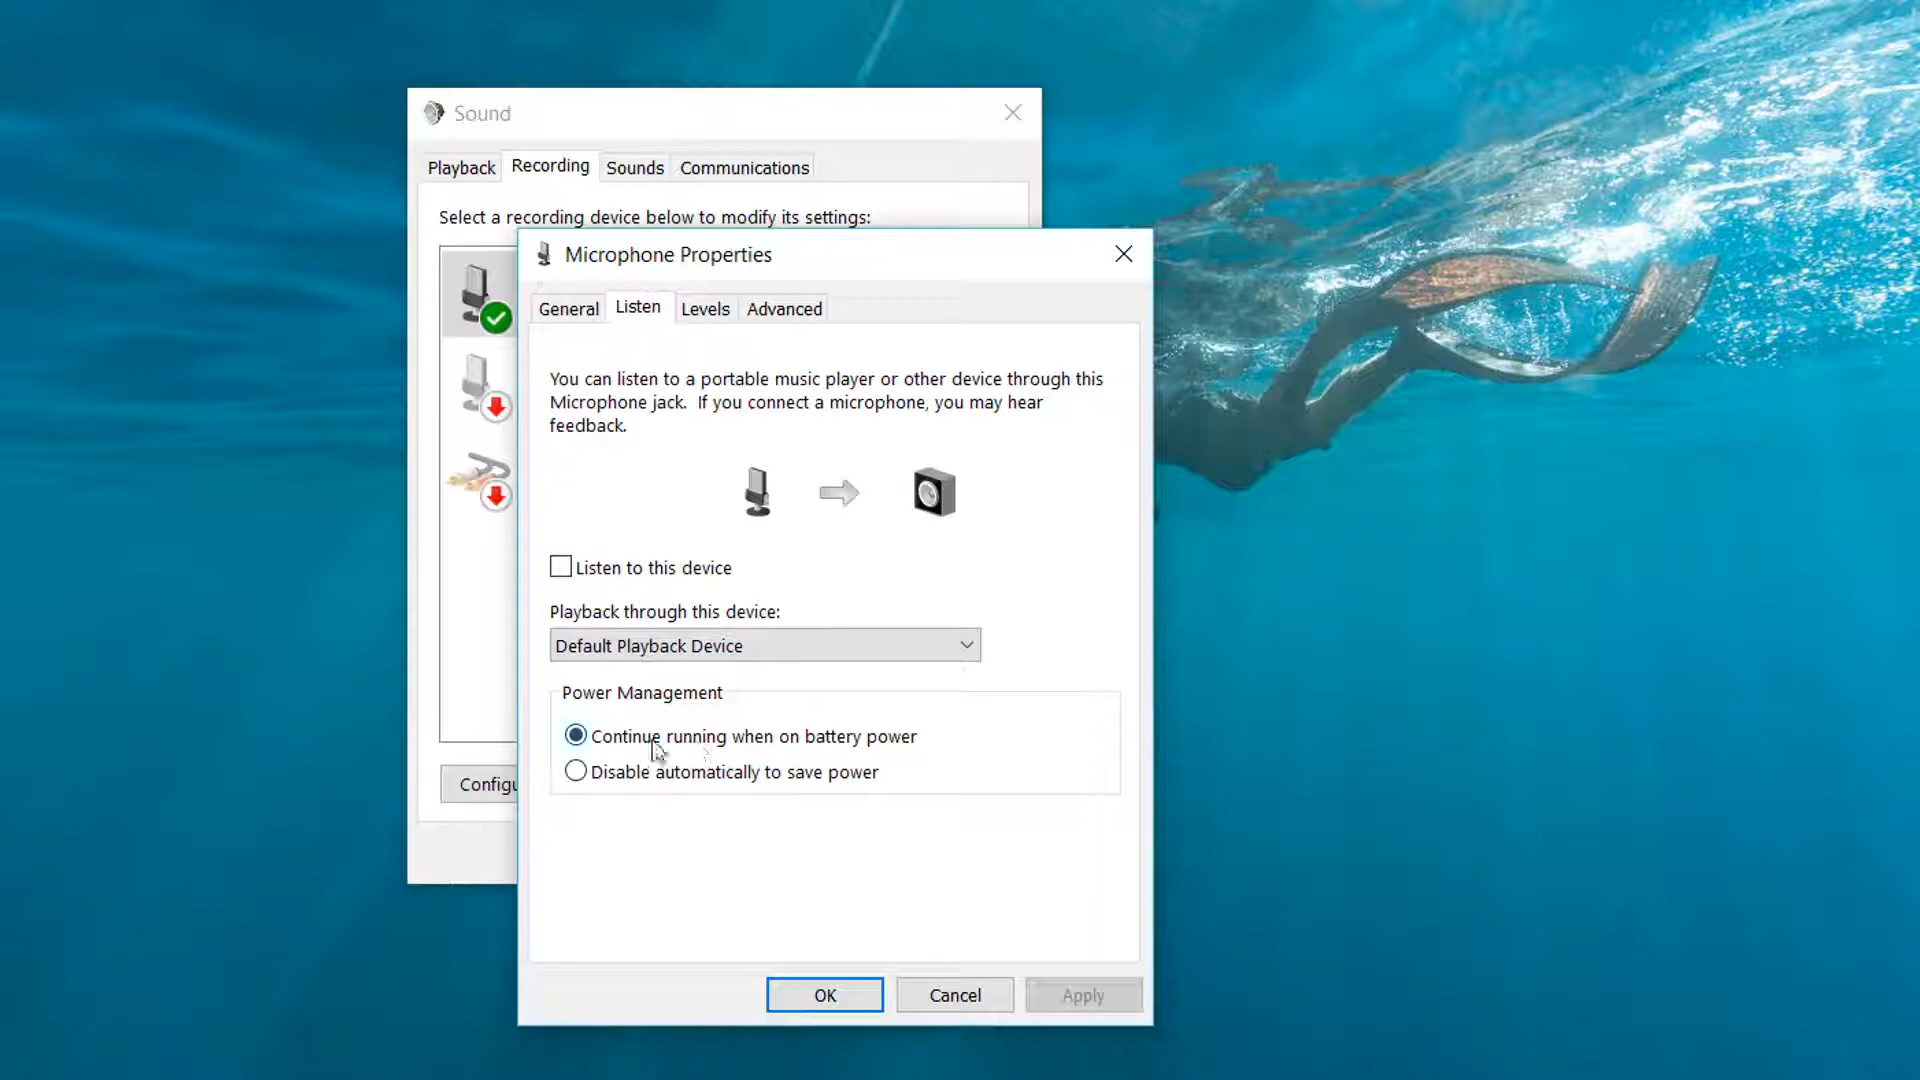 Sound
Playback
Recording
Sounds
Communications
Select a recording device below to modify its settings:
Microphone Properties
General
Listen
Levels
Advanced
You can listen to a portable music player or other device through this
Microphone jack.  If you connect a microphone, you may hear
feedback.
Listen to this device
Playback through this device:
Default Playback Device
Power Management
Continue running when on battery power
Disable automatically to save power
Configu
OK
Cancel
Apply